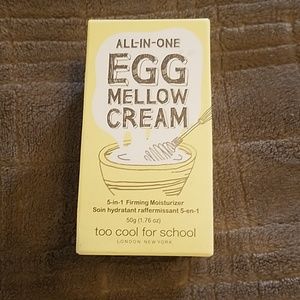 ALL-IN-ONE
EGG
MELLOW
CREAM
5-in-1 Firming Moisturizer
Soin hydratant raffermissant 5-en-1
50g (1.76 oz)
too cool for school
LONDON NEW YORK